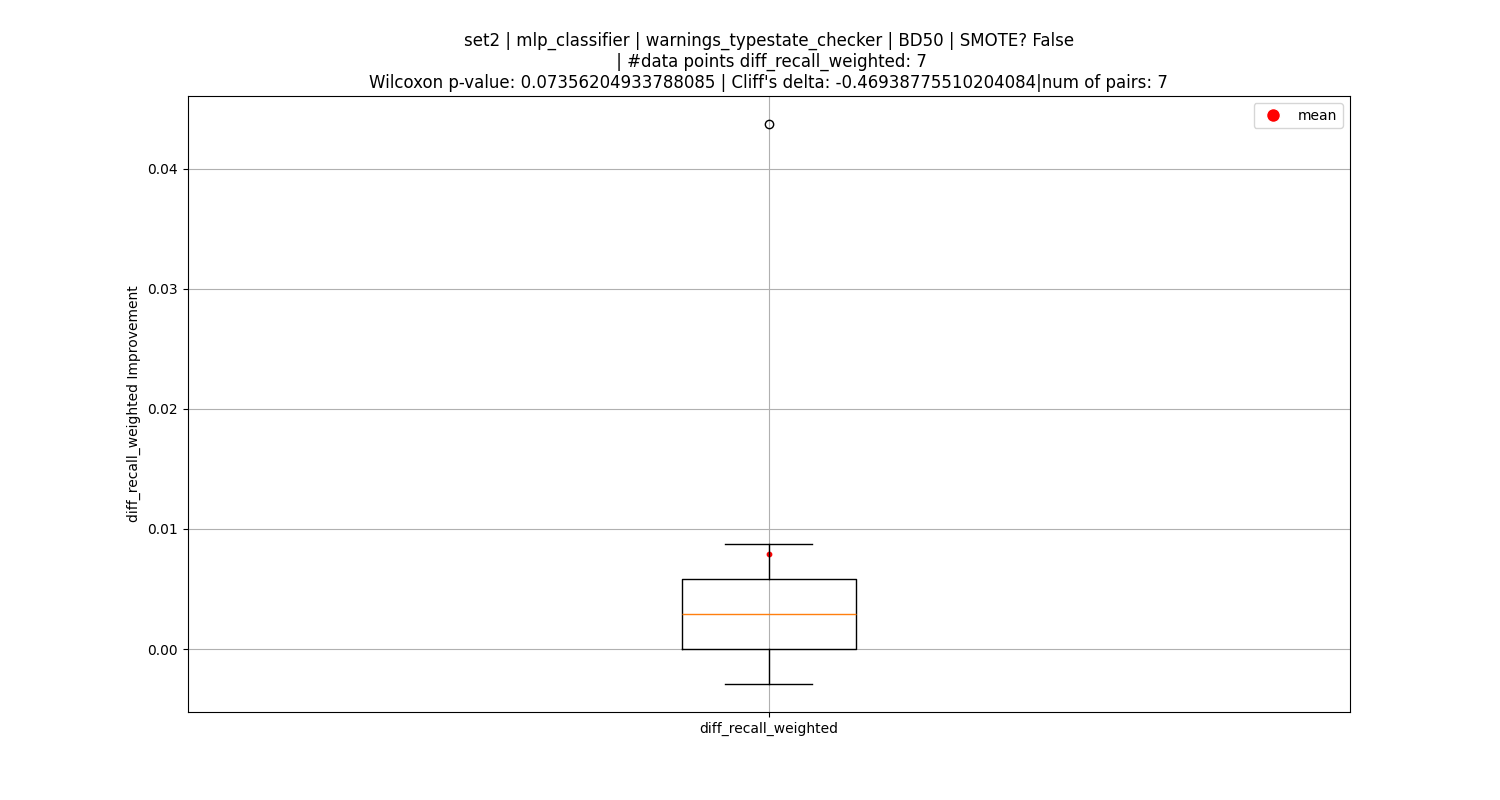 set2 | mlp_classifier | warnings_typestate_checker | BD50 | SMOTE? False
| #data points diff_recall_weighted: 7
Wilcoxon p-value: 0.07356204933788085 | Cliff's delta: -0.46938775510204084|num of pairs: 7
mean
0.04
0.03
0.02
0.01
0.00
diff_recall_weighted Improvement
diff_recall_weighted